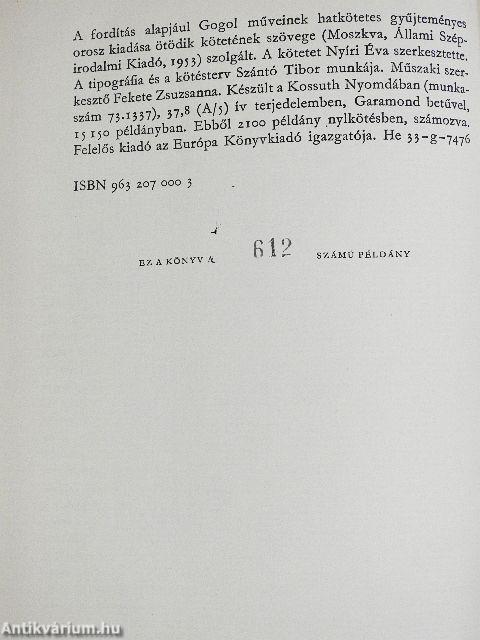 A fordítás alapjául Gogol műveinek hatkötetes gyűjteményes
orosz kiadása ötödik kötetének szövege (Moszkva, Állami Szép-
irodalmi Kiadó, 1953) szolgált. A kötetet Nyíri Éva szerkesztette.
A tipográfia és a kötésterv Szántó Tibor munkája. Műszaki szer-
kesztő Fekete Zsuzsanna. Készült a Kossuth Nyomdában (munka-
szám 73.1337), 37,8 (A/5) ív terjedelemben, Garamond betűvel,
15 150 példányban. Ebből 2100 példány nylkötésben, számozva.
Felelős kiadó az Európa Könyvkiadó igazgatója. He 33-g-7476
ISBN 963 207 000 3
EZ A KÖNYV A 612 SZÁMÚ PÉLDÁNY
Antikvárium.hu